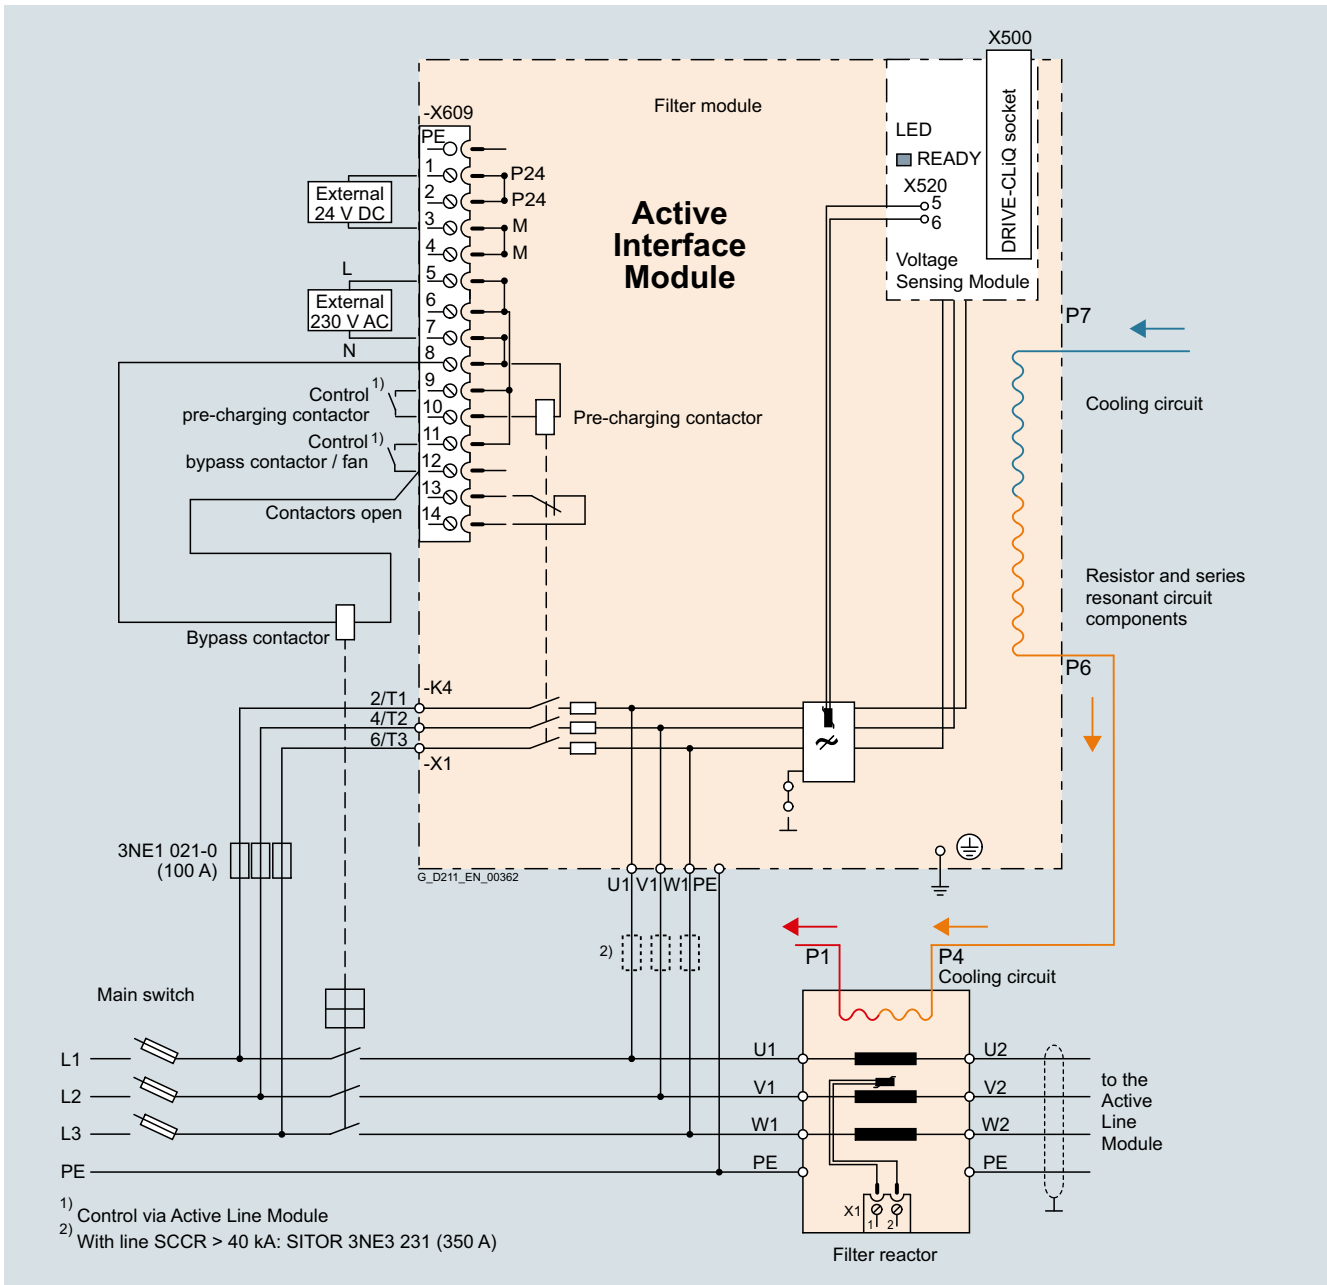 X500
-X609
Filter module
PE
LED
READY
DRIVE-CLiQ socket
X520
5
6
Voltage
Sensing Module
1
P24
External
24 V DC
2
P24
3
M
4
M
Active
Interface
Module
L
5
External
230 V AC
6
7
N
8
P7
Control 1)
pre-charging contactor
9
10
Pre-charging contactor
Cooling circuit
Control 1)
bypass contactor / fan
11
12
13
Contactors open
14
Resistor and series
resonant circuit
components
Bypass contactor
P6
-K4
2/T1
4/T2
6/T3
-X1
3NE1 021-0
(100 A)
G_D211_EN_00362
U1
V1
W1
PE
2)
P1
P4
Cooling circuit
Main switch
L1
U1
U2
L2
V1
V2
L3
W1
W2
PE
PE
PE
to the
Active
Line
Module
X1
1
2
Filter reactor
1) Control via Active Line Module
2) With line SCCR > 40 kA: SITOR 3NE3 231 (350 A)